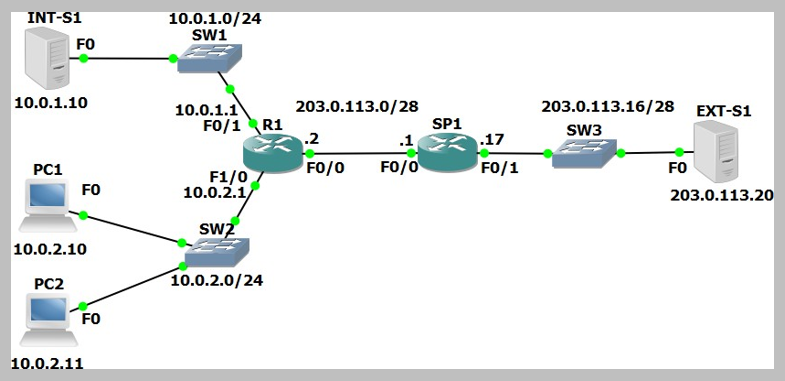 INT-S1
F0
10.0.1.10
10.0.1.0/24
SW1
10.0.1.1
F0/1
R1
203.0.113.0/28
.2
F0/0
F1/0
10.0.2.1
SP1
.1
F0/0
.17
F0/1
203.0.113.16/28
SW3
EXT-S1
F0
203.0.113.20
PC1
F0
10.0.2.10
SW2
10.0.2.0/24
PC2
F0
10.0.2.11